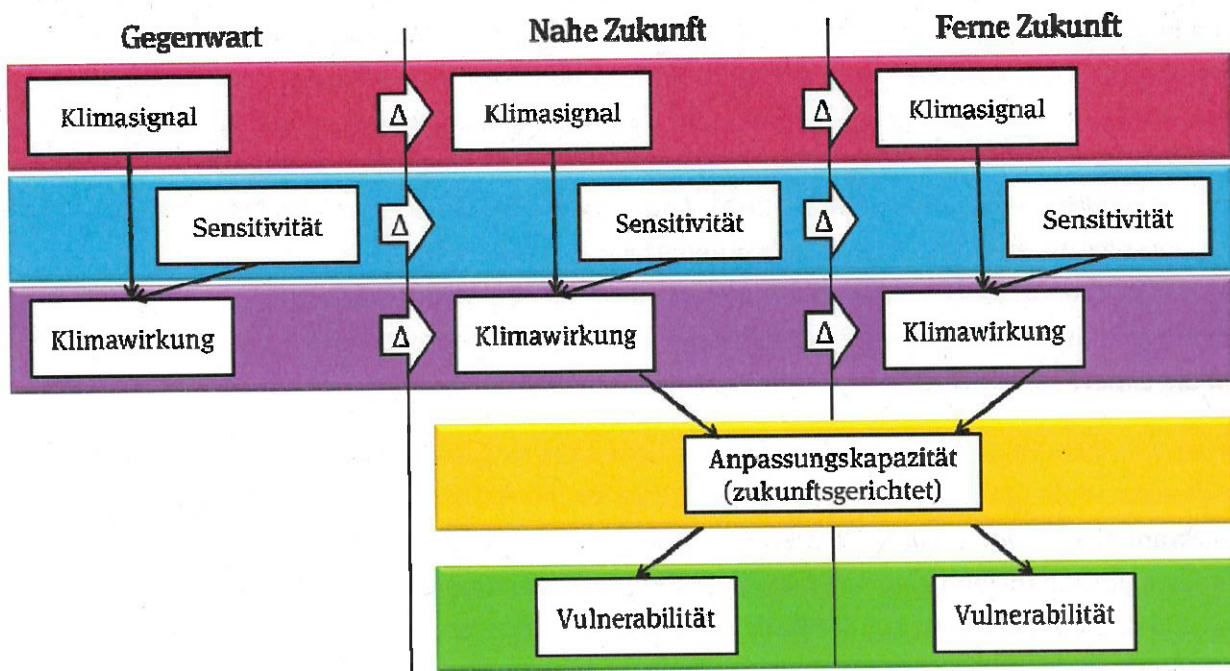 Gegenwart
Nahe Zukunft
Ferne Zukunft
Klimasignal
Δ
Klimasignal
Δ
Klimasignal
Sensitivität
Δ
Sensitivität
Δ
Sensitivität
Klimawirkung
Δ
Klimawirkung
Δ
Klimawirkung
Anpassungskapazität
(zukunftsgerichtet)
Vulnerabilität
Vulnerabilität